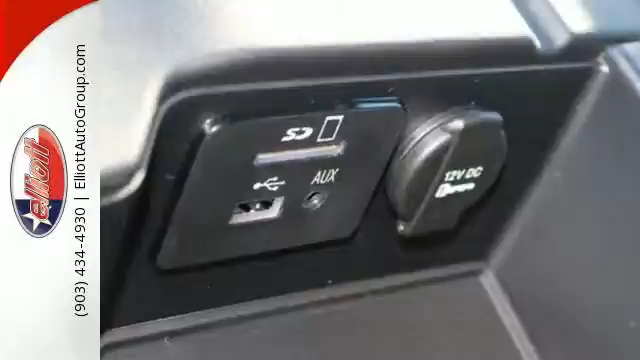 elliott
(903) 434-4930 | ElliottAutoGroup.com
SD
AUX
12V DC